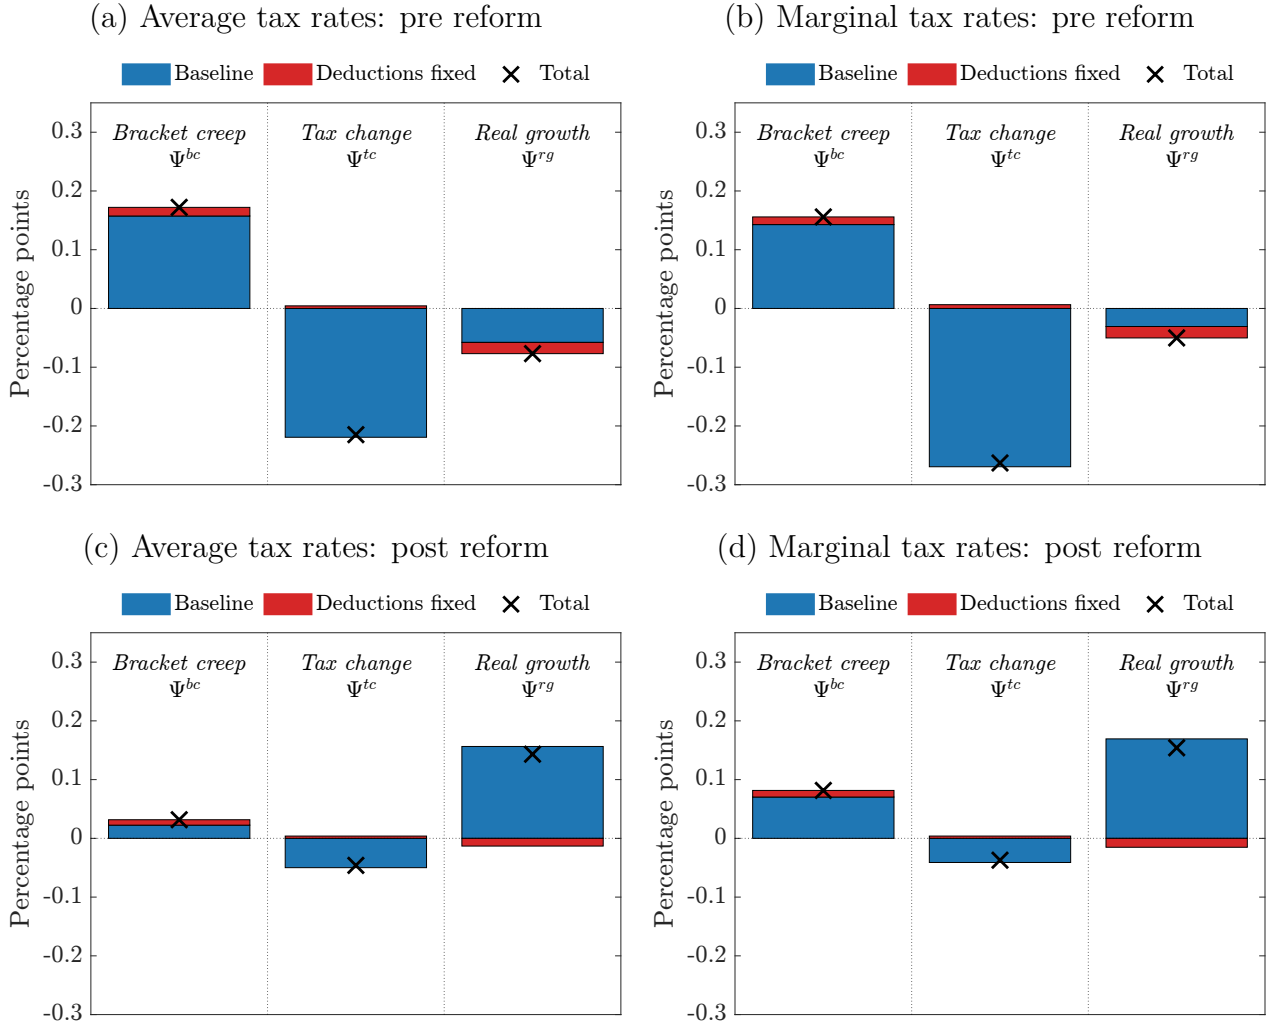 (a) Average tax rates: pre reform
Baseline Deductions fixed × Total
Percentage points
0.3
0.2
0.1
0
-0.1
-0.2
-0.3
Bracket creep
Ψ^bc
Tax change
Ψ^tc
Real growth
Ψ^rg
(b) Marginal tax rates: pre reform
Baseline Deductions fixed × Total
Percentage points
0.3
0.2
0.1
0
-0.1
-0.2
-0.3
Bracket creep
Ψ^bc
Tax change
Ψ^tc
Real growth
Ψ^rg
(c) Average tax rates: post reform
Baseline Deductions fixed × Total
Percentage points
0.3
0.2
0.1
0
-0.1
-0.2
-0.3
Bracket creep
Ψ^bc
Tax change
Ψ^tc
Real growth
Ψ^rg
(d) Marginal tax rates: post reform
Baseline Deductions fixed × Total
Percentage points
0.3
0.2
0.1
0
-0.1
-0.2
-0.3
Bracket creep
Ψ^bc
Tax change
Ψ^tc
Real growth
Ψ^rg